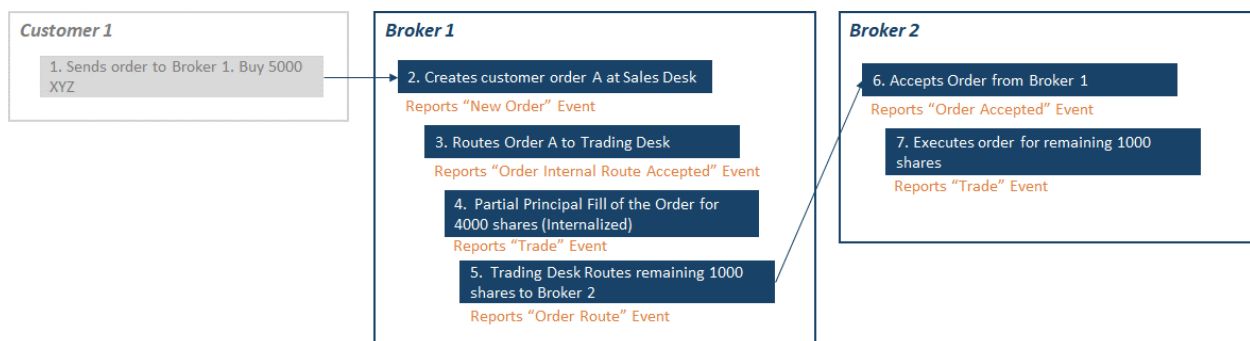 Customer 1
1. Sends order to Broker 1. Buy 5000
XYZ
Broker 1
2. Creates customer order A at Sales Desk
Reports “New Order” Event
3. Routes Order A to Trading Desk
Reports “Order Internal Route Accepted” Event
4. Partial Principal Fill of the Order for
4000 shares (Internalized)
Reports “Trade” Event
5. Trading Desk Routes remaining 1000
shares to Broker 2
Reports “Order Route” Event
Broker 2
6. Accepts Order from Broker 1
Reports “Order Accepted” Event
7. Executes order for remaining 1000
shares
Reports “Trade” Event